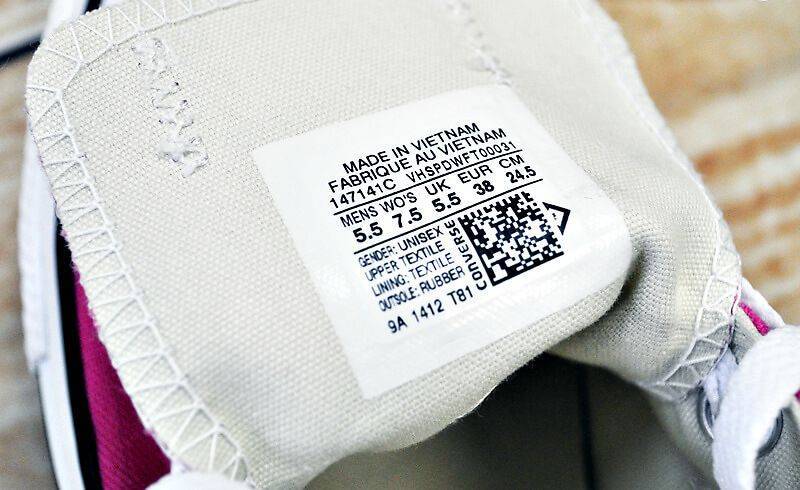 MADE IN VIETNAM
FABRIQUE AU VIETNAM
147141C VHSPDWFT00031
MENS WO'S UK EUR CM
5.5 7.5 5.5 38 24.5
GENDER: UNISEX
UPPER TEXTILE
LINING: TEXTILE
OUTSOLE: RUBBER
CONVERSE
9A 1412 T81